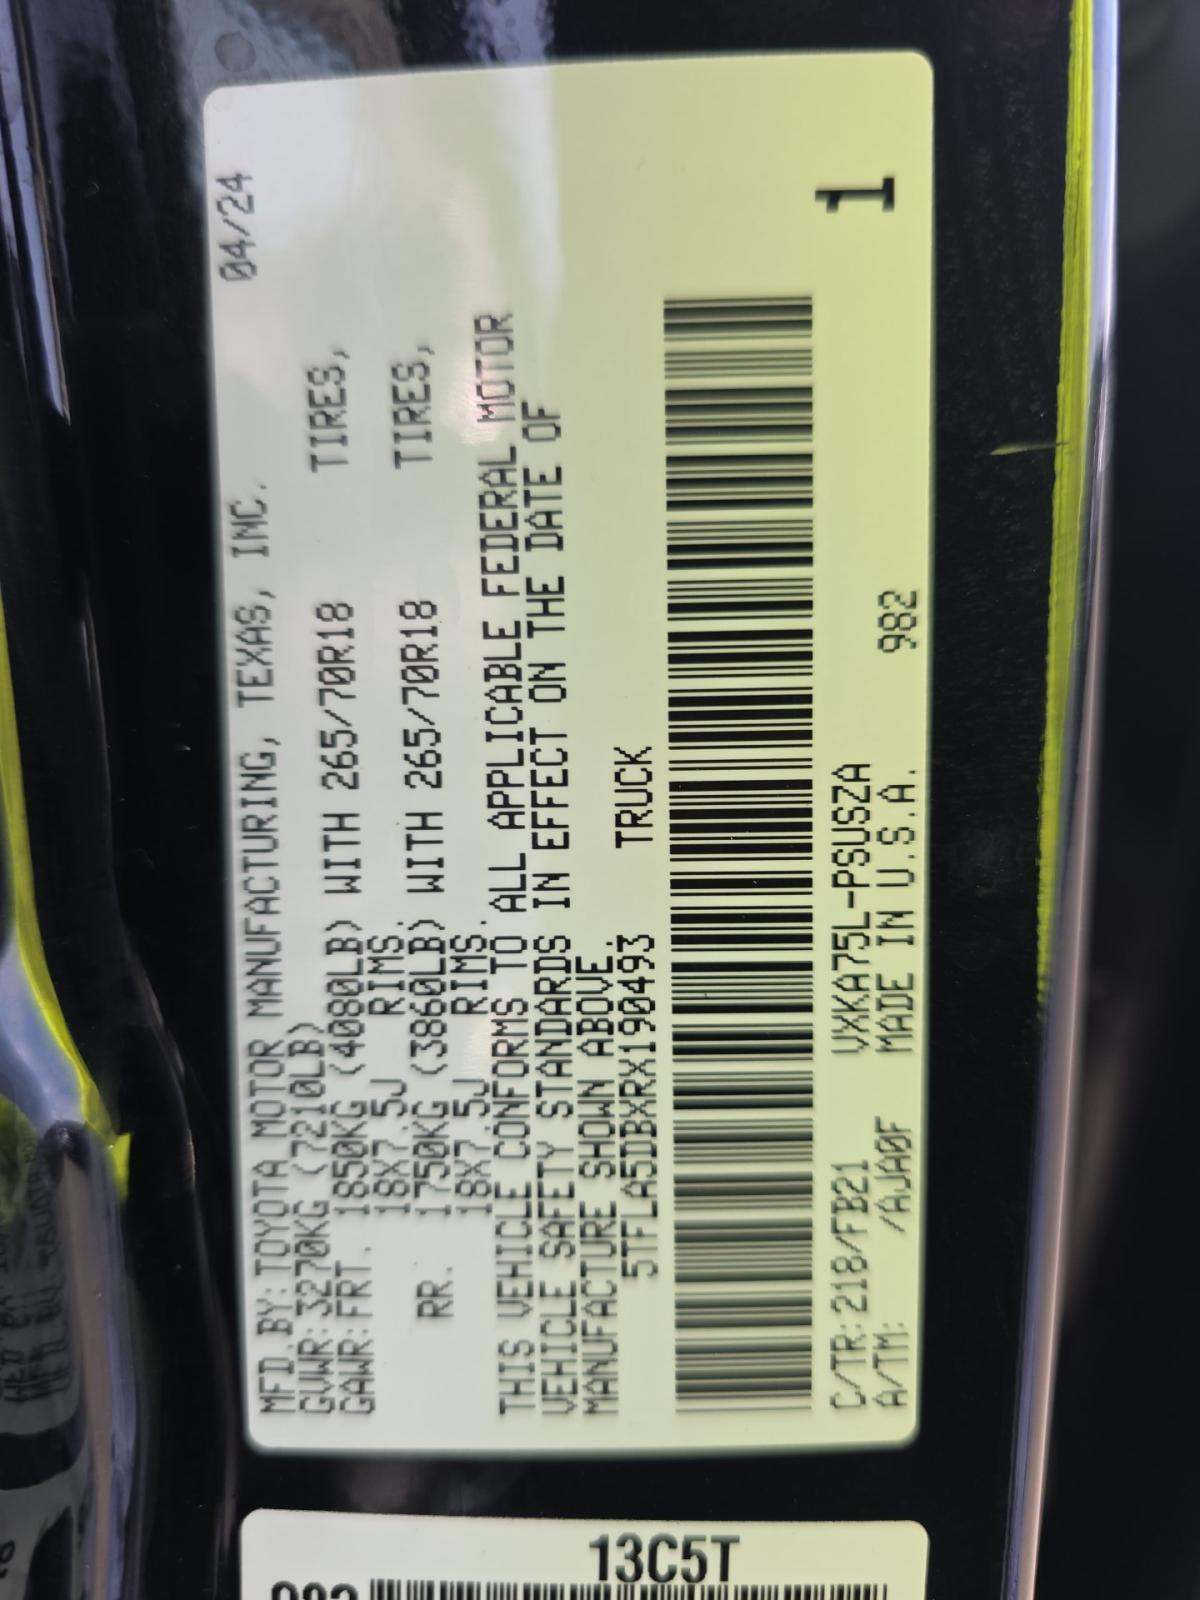 MFD.BY:TOYOTA MOTOR MANUFACTURING, TEXAS, INC. 04/24
GVWR:3270KG (7210LB)
GAWR:FRT. 1850KG (4080LB) WITH 265/70R18 TIRES,
18X7.5J RIMS.
RR. 1750KG (3860LB) WITH 265/70R18 TIRES,
18X7.5J RIMS.
THIS VEHICLE CONFORMS TO ALL APPLICABLE FEDERAL MOTOR
VEHICLE SAFETY STANDARDS IN EFFECT ON THE DATE OF
MANUFACTURE SHOWN ABOVE.
5TFLA5DBXRX190493 TRUCK
1
C/TR:218/FB21 VXKA75L-PSUSZA
A/TM: /AJA0F MADE IN U.S.A. 982
13C5T